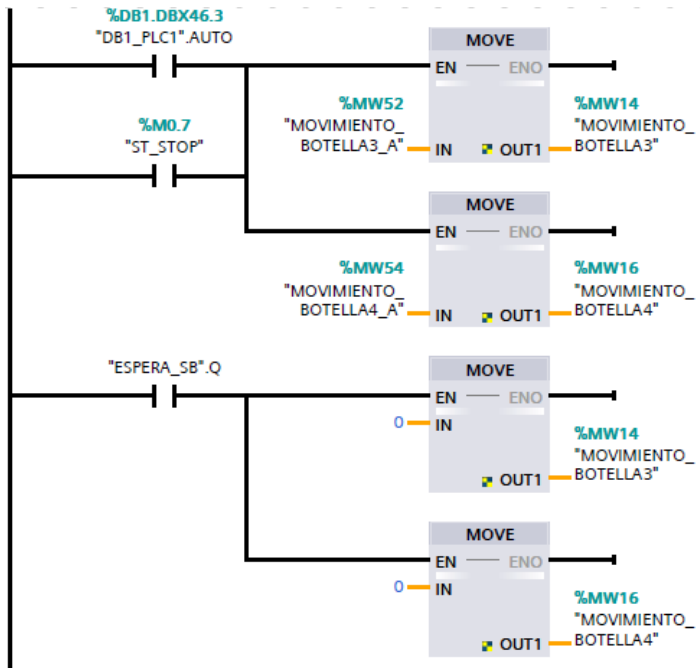 %DB1.DBX46.3
"DB1_PLC1".AUTO
MOVE
EN
ENO
%MW52
"MOVIMIENTO_
BOTELLA3_A"
IN
OUT1
%MW14
"MOVIMIENTO_
BOTELLA3"
%M0.7
"ST_STOP"
MOVE
EN
ENO
%MW54
"MOVIMIENTO_
BOTELLA4_A"
IN
OUT1
%MW16
"MOVIMIENTO_
BOTELLA4"
"ESPERA_SB".Q
MOVE
EN
ENO
0
IN
OUT1
%MW14
"MOVIMIENTO_
BOTELLA3"
MOVE
EN
ENO
0
IN
OUT1
%MW16
"MOVIMIENTO_
BOTELLA4"